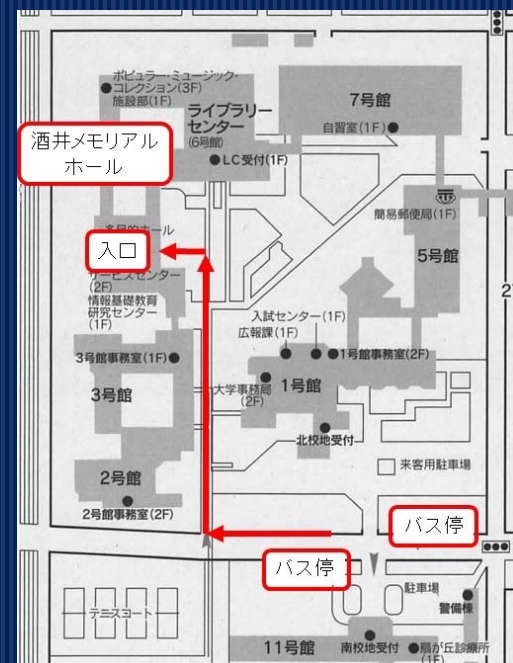 ポピュラー・ミュージック・
コレクション(3F)
施設部(1F)
ライブラリー
センター
(6号館)
LC受付(1F)
7号館
自習室(1F)
酒井メモリアル
ホール
多目的ホール
入口
サービスセンター
(2F)
情報基礎教育
研究センター
(1F)
簡易郵便局(1F)
5号館
2
入試センター(1F)
広報課(1F)
1号館事務室(2F)
3号館事務室(1F)
大学事務局
(2F)
1号館
3号館
北校地受付
2号館
2号館事務室(2F)
来客用駐車場
バス停
バス停
テニスコート
駐車場
警備棟
11号館
南校地受付
扇が丘診療所
(1F)